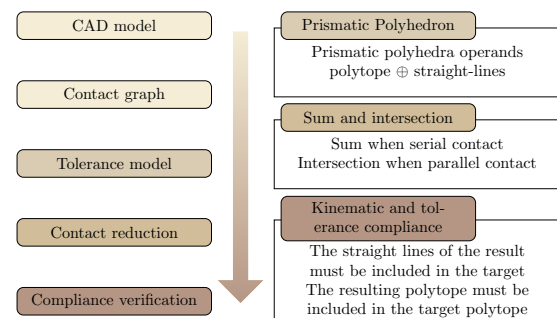 CAD model
Contact graph
Tolerance model
Contact reduction
Compliance verification
Prismatic Polyhedron
Prismatic polyhedra operands
polytope ⊕ straight-lines
Sum and intersection
Sum when serial contact
Intersection when parallel contact
Kinematic and tol-
erance compliance
The straight lines of the result
must be included in the target
The resulting polytope must be
included in the target polytope